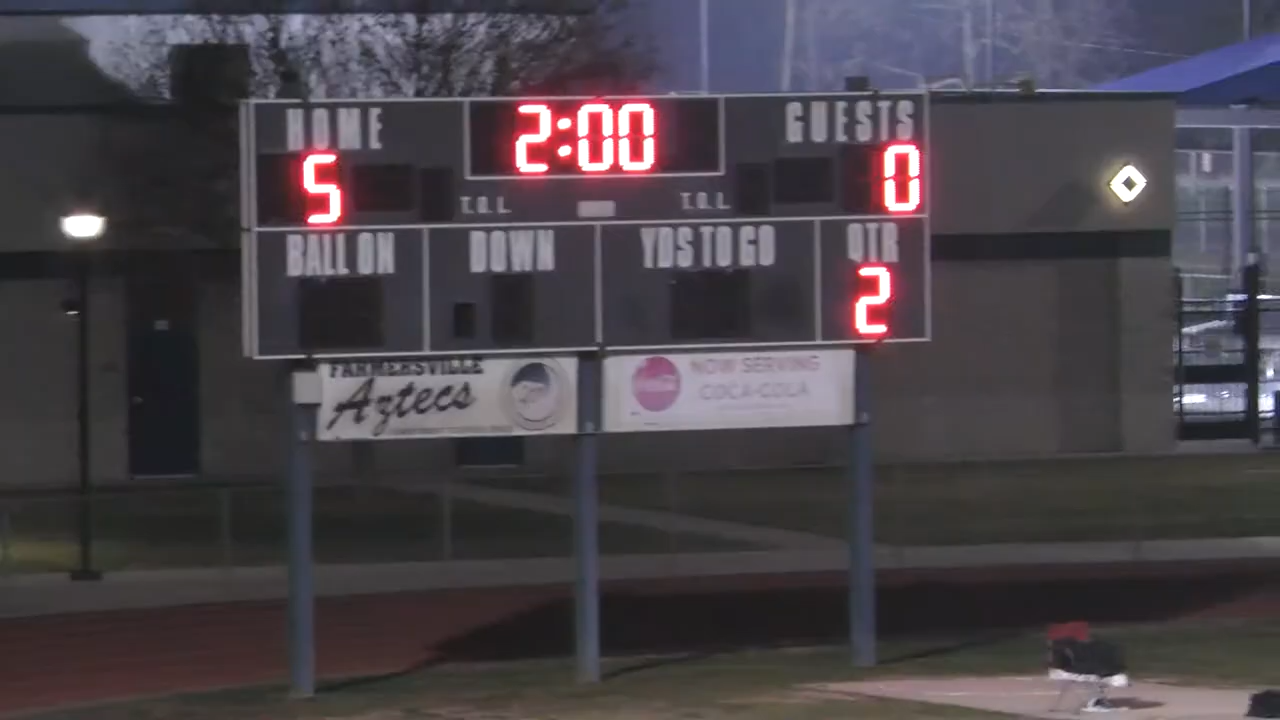 HOME 2:00 GUESTS
5 0
T.O.L. T.O.L.
BALL ON DOWN YDS TO GO QTR
2
FARMERSVILLE
Aztecs
NOW SERVING
COCA-COLA